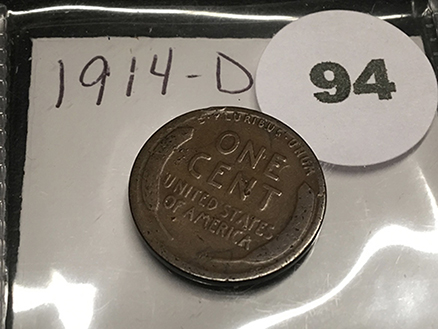 1914-D
94
E·PLURIBUS·UNUM
ONE
CENT
UNITED STATES
OF AMERICA